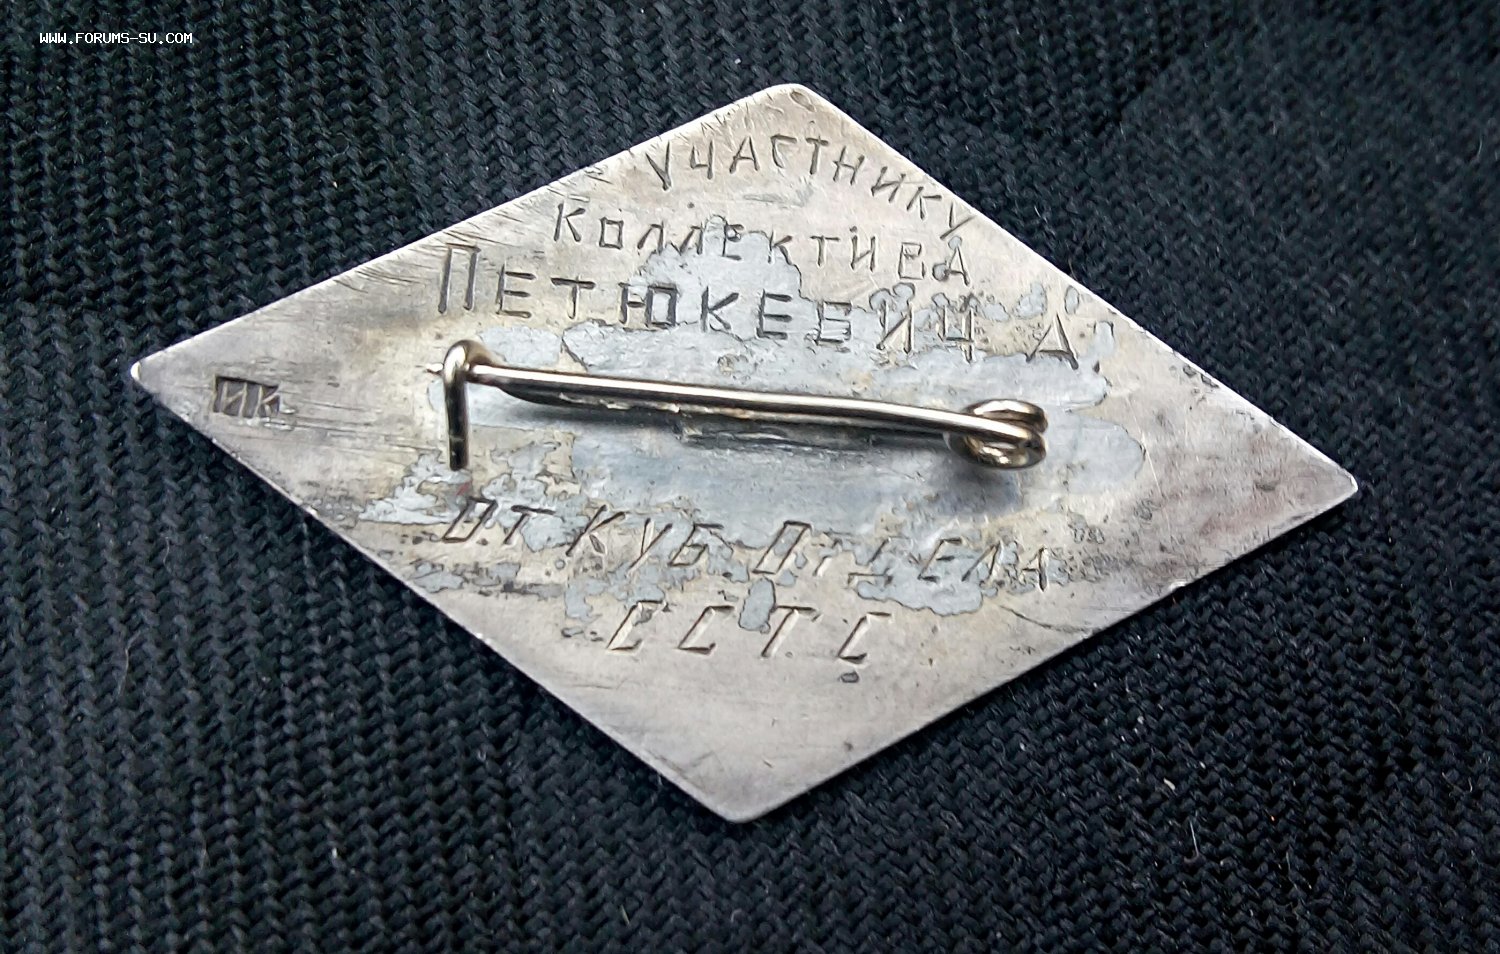 WWW.FORUMS-SU.COM
УЧАСТНИКУ
КОЛЛЕКТИВА
ПЕТЮКЕВИЧ А.
ИК
ОТ КУБ. ОТДЕЛА
ССТС